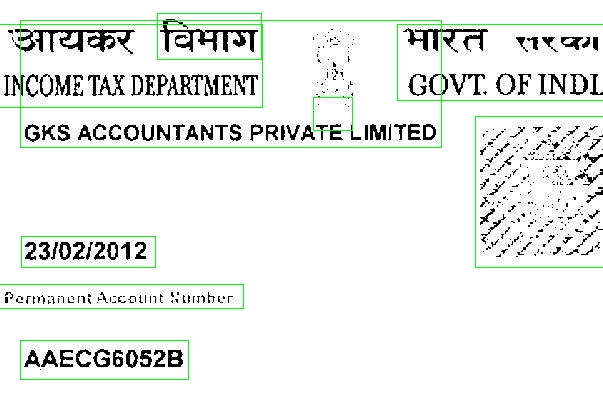 आयकर विभाग
भारत सरका
INCOME TAX DEPARTMENT
GOVT. OF INDI
GKS ACCOUNTANTS PRIVATE LIMITED
23/02/2012
Permanent Account Number
AAECG6052B